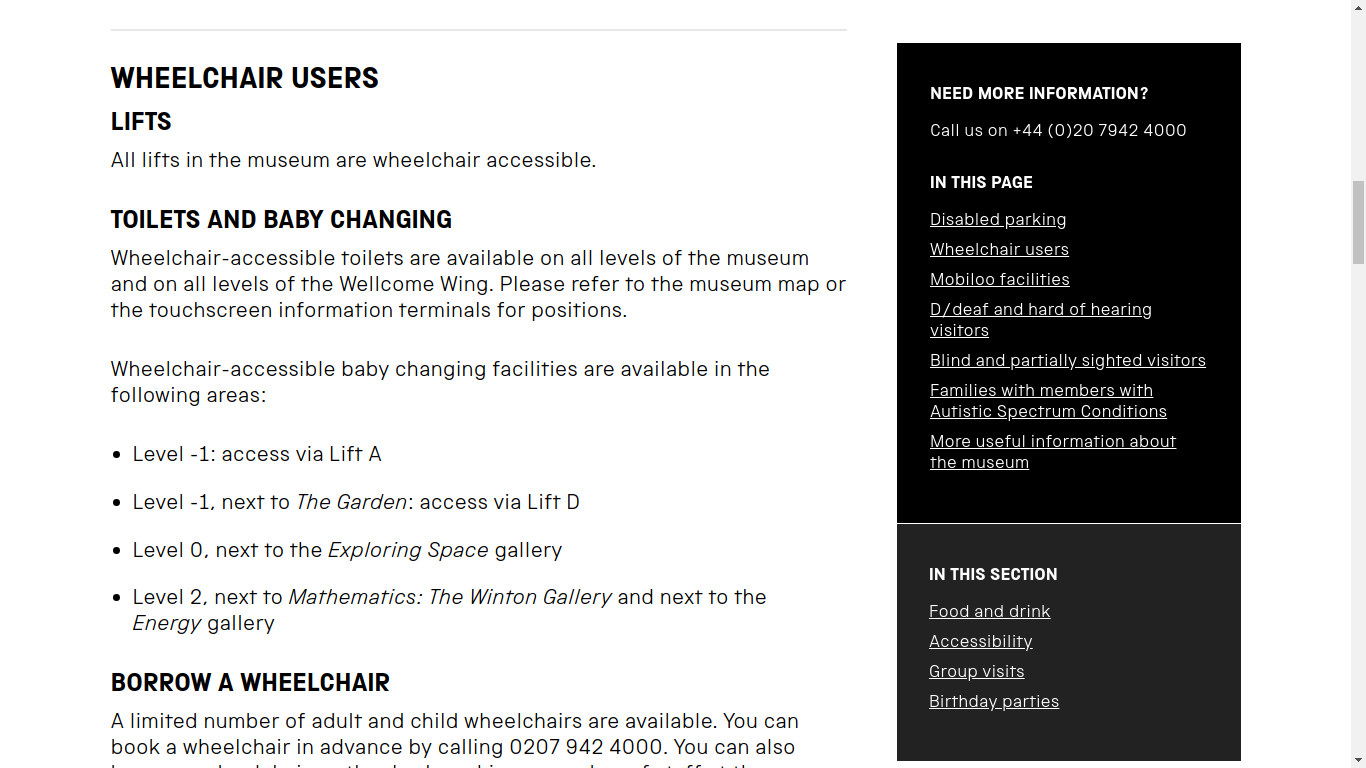 WHEELCHAIR USERS
LIFTS
All lifts in the museum are wheelchair accessible.
TOILETS AND BABY CHANGING
Wheelchair-accessible toilets are available on all levels of the museum
and on all levels of the Wellcome Wing. Please refer to the museum map or
the touchscreen information terminals for positions.
Wheelchair-accessible baby changing facilities are available in the
following areas:
Level -1: access via Lift A
Level -1, next to The Garden: access via Lift D
Level 0, next to the Exploring Space gallery
Level 2, next to Mathematics: The Winton Gallery and next to the
Energy gallery
BORROW A WHEELCHAIR
A limited number of adult and child wheelchairs are available. You can
book a wheelchair in advance by calling 0207 942 4000. You can also
NEED MORE INFORMATION?
Call us on +44 (0)20 7942 4000
IN THIS PAGE
Disabled parking
Wheelchair users
Mobiloo facilities
D/deaf and hard of hearing
visitors
Blind and partially sighted visitors
Families with members with
Autistic Spectrum Conditions
More useful information about
the museum
IN THIS SECTION
Food and drink
Accessibility
Group visits
Birthday parties